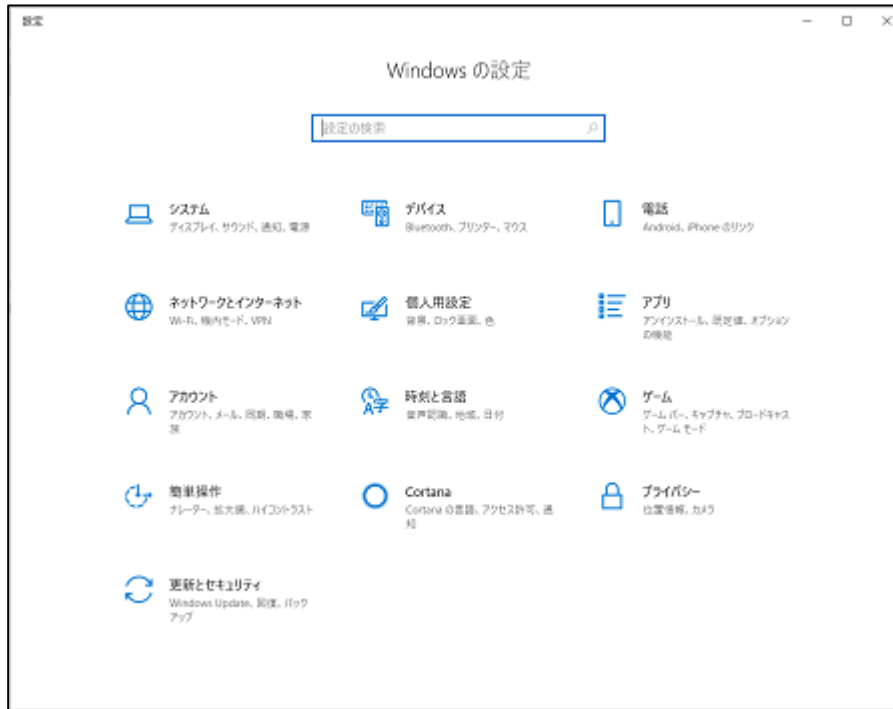 設定
Windows の設定
設定の検索
システム
ディスプレイ、サウンド、通知、電源
デバイス
Bluetooth、プリンター、マウス
電話
Android、iPhone のリンク
ネットワークとインターネット
Wi-Fi、機内モード、VPN
個人用設定
背景、ロック画面、色
アプリ
アンインストール、既定値、オプション
の機能
アカウント
アカウント、メール、同期、職場、家
族
時刻と言語
音声認識、地域、日付
ゲーム
ゲーム バー、キャプチャ、ブロードキャス
ト、ゲーム モード
簡単操作
ナレーター、拡大鏡、ハイコントラスト
Cortana
Cortana の言語、アクセス許可、通
知
プライバシー
位置情報、カメラ
更新とセキュリティ
Windows Update、回復、バック
アップ